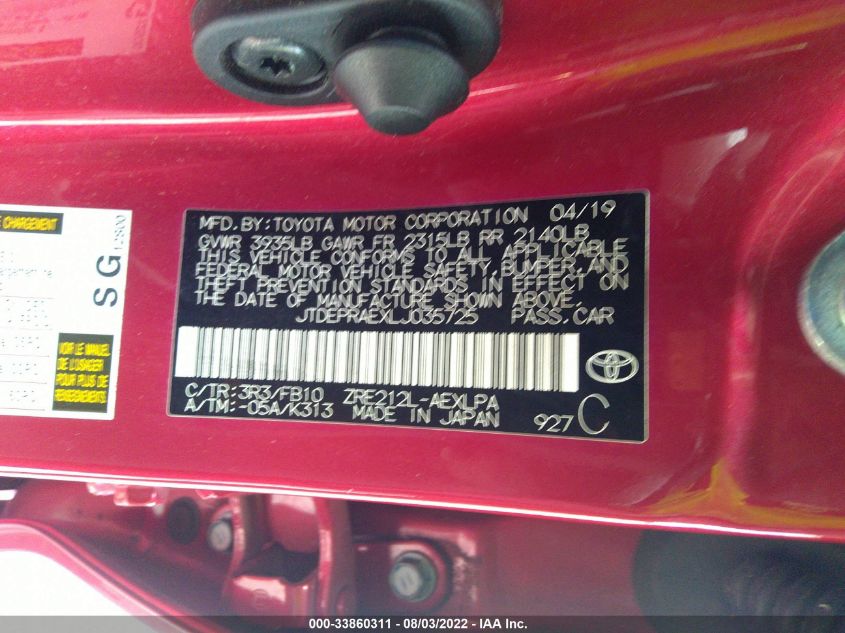 CHARGEMENT
SG
12800
VOIR LE MANUEL
DE L'USAGER
POUR PLUS DE
MFD. BY: TOYOTA MOTOR CORPORATION 04/19
GVWR 3935LB GAWR FR 2315LB RR 2140LB
THIS VEHICLE CONFORMS TO ALL APPLICABLE
FEDERAL MOTOR VEHICLE SAFETY, BUMPER, AND
THEFT PREVENTION STANDARDS IN EFFECT ON
THE DATE OF MANUFACTURE SHOWN ABOVE.
JTDEPRAEXLJ035725 PASS. CAR
C/TR: 3R3/FB10 ZRE212L-AEXLPA
A/TM: -05A/K313 MADE IN JAPAN 927 C
000-33860311 - 08/03/2022 - IAA Inc.